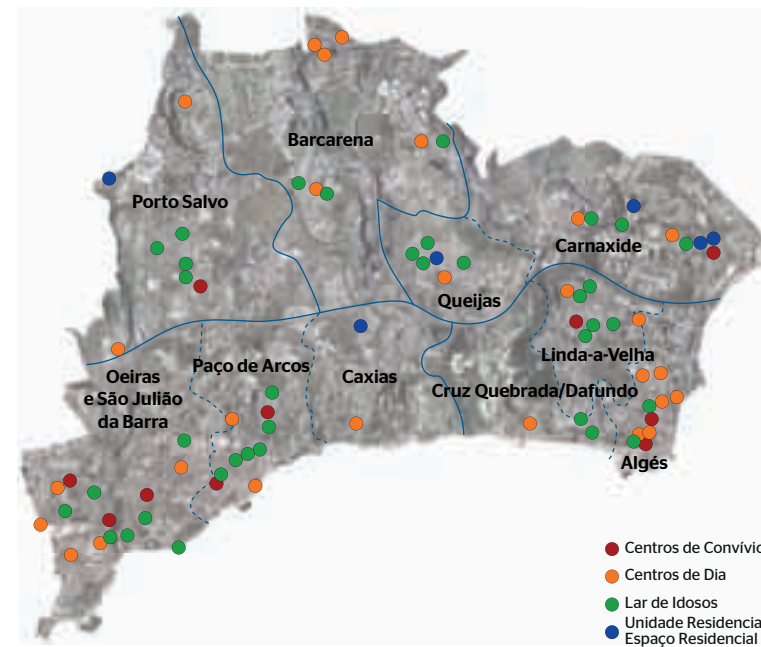 Barcarena
Porto Salvo
Carnaxide
Queijas
Oeiras
e São Julião
da Barra
Paço de Arcos
Caxias
Linda-a-Velha
Cruz Quebrada/Dafundo
Algés
Centros de Convívio
Centros de Dia
Lar de Idosos
Unidade Residencia
Espaço Residencial